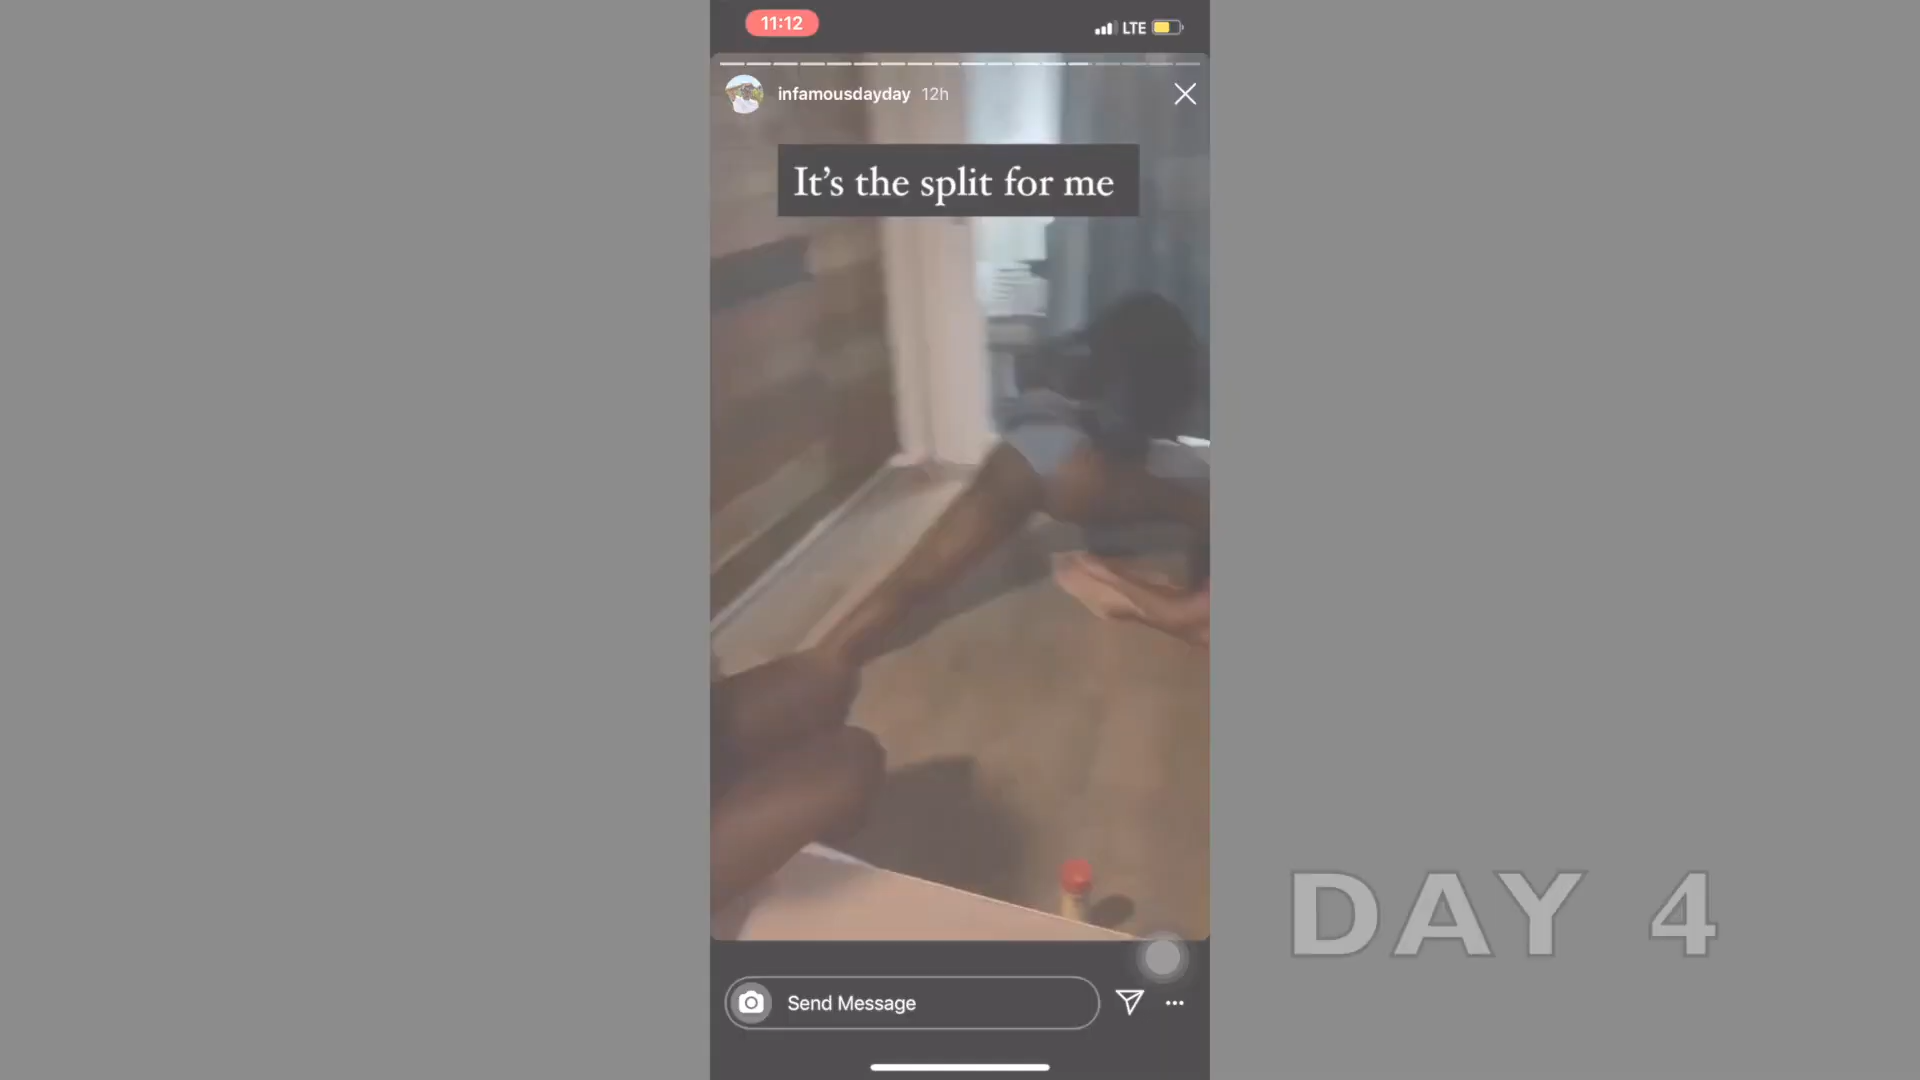 11:12
LTE
infamousdayday 12h
It's the split for me
DAY 4
Send Message